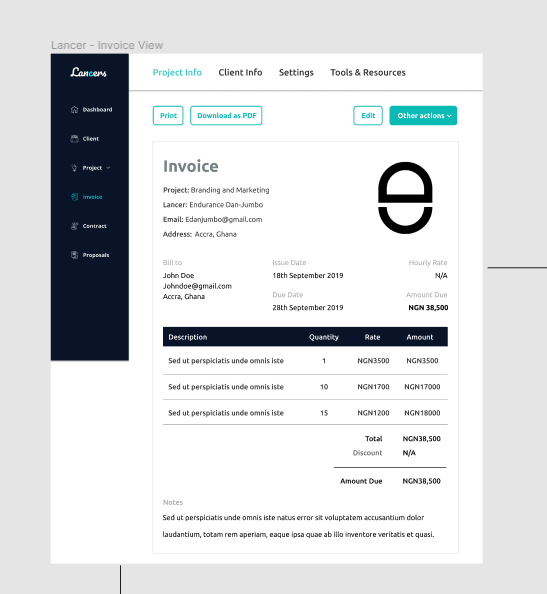 Lancer - Invoice View
Lancers
Project Info Client Info Settings Tools & Resources
Dashboard
Client
Project
Invoice
Contract
Proposals
Print Download as PDF Edit Other actions
Invoice
Project: Branding and Marketing
Lancer: Endurance Dan-Jumbo
Email: Edanjumbo@gmail.com
Address: Accra, Ghana
Bill to
John Doe
Johndoe@gmail.com
Accra, Ghana
Issue Date
18th September 2019
Due Date
28th September 2019
Hourly Rate
N/A
Amount Due
NGN 38,500
Description Quantity Rate Amount
Sed ut perspiciatis unde omnis iste 1 NGN3500 NGN3500
Sed ut perspiciatis unde omnis iste 10 NGN1700 NGN17000
Sed ut perspiciatis unde omnis iste 15 NGN1200 NGN18000
Total NGN38,500
Discount N/A
Amount Due NGN38,500
Notes
Sed ut perspiciatis unde omnis iste natus error sit voluptatem accusantium dolor
laudantium, totam rem aperiam, eaque ipsa quae ab illo inventore veritatis et quasi.